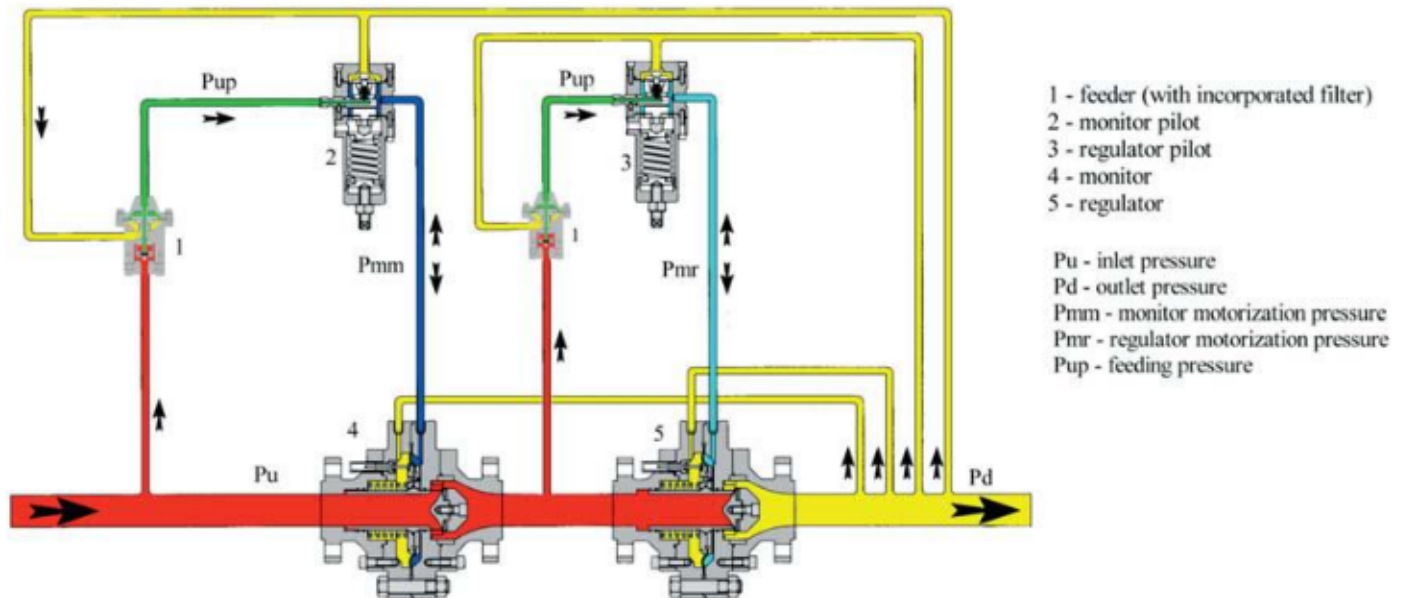 Pup
Pup
1 - feeder (with incorporated filter)
2 - monitor pilot
3 - regulator pilot
4 - monitor
5 - regulator
2
3
1
1
Pmm
Pmr
Pu - inlet pressure
Pd - outlet pressure
Pmm - monitor motorization pressure
Pmr - regulator motorization pressure
Pup - feeding pressure
4
5
Pu
Pd